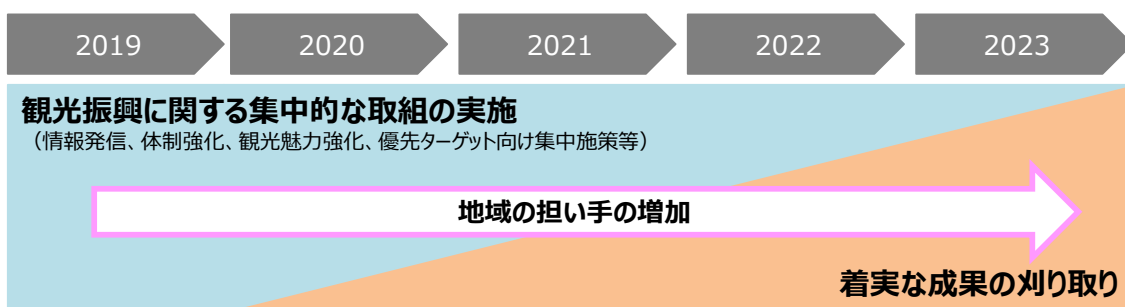 2019
2020
2021
2022
2023
観光振興に関する集中的な取組の実施
（情報発信、体制強化、観光魅力強化、優先ターゲット向け集中施策等）
地域の担い手の増加
着実な成果の刈り取り